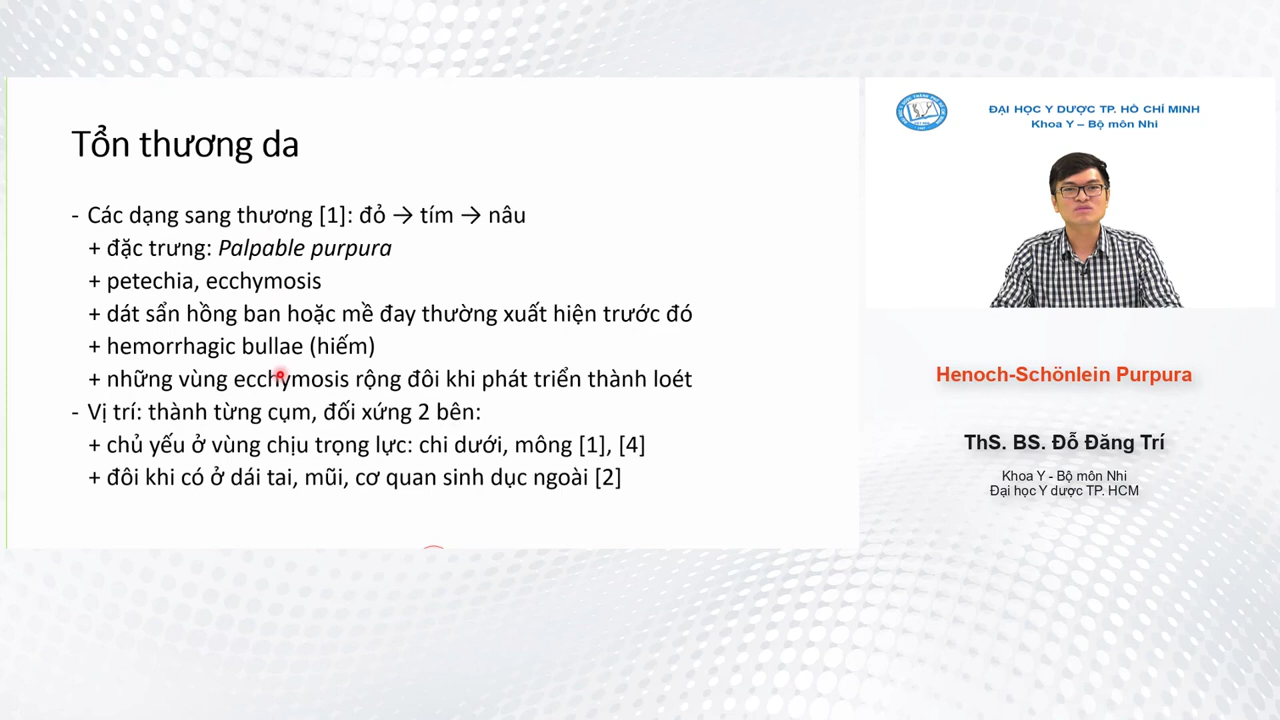 Tổn thương da
- Các dạng sang thương [1]: đỏ → tím → nâu
+ đặc trưng: Palpable purpura
+ petechia, ecchymosis
+ dát sẩn hồng ban hoặc mề đay thường xuất hiện trước đó
+ hemorrhagic bullae (hiếm)
+ những vùng ecchymosis rộng đôi khi phát triển thành loét
- Vị trí: thành từng cụm, đối xứng 2 bên:
+ chủ yếu ở vùng chịu trọng lực: chi dưới, mông [1], [4]
+ đôi khi có ở dái tai, mũi, cơ quan sinh dục ngoài [2]
ĐẠI HỌC Y DƯỢC TP. HỒ CHÍ MINH
Khoa Y – Bộ môn Nhi
Henoch-Schönlein Purpura
ThS. BS. Đỗ Đăng Trí
Khoa Y - Bộ môn Nhi
Đại học Y dược TP. HCM